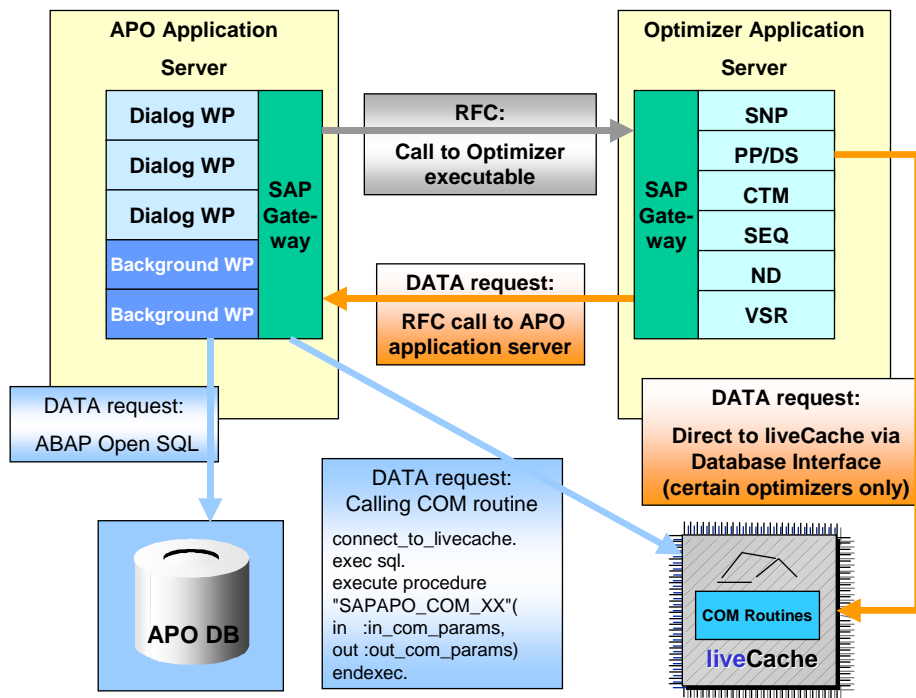 APO Application
Server
Dialog WP
Dialog WP
Dialog WP
Background WP
Background WP
SAP
Gate-
way
RFC:
Call to Optimizer
executable
DATA request:
RFC call to APO
application server
Optimizer Application
Server
SAP
Gate-
way
SNP
PP/DS
CTM
SEQ
ND
VSR
DATA request:
ABAP Open SQL
APO DB
DATA request:
Calling COM routine
connect_to_livecache.
exec sql.
execute procedure
"SAPAPO_COM_XX"(
in :in_com_params,
out :out_com_params)
endexec.
DATA request:
Direct to liveCache via
Database Interface
(certain optimizers only)
COM Routines
liveCache